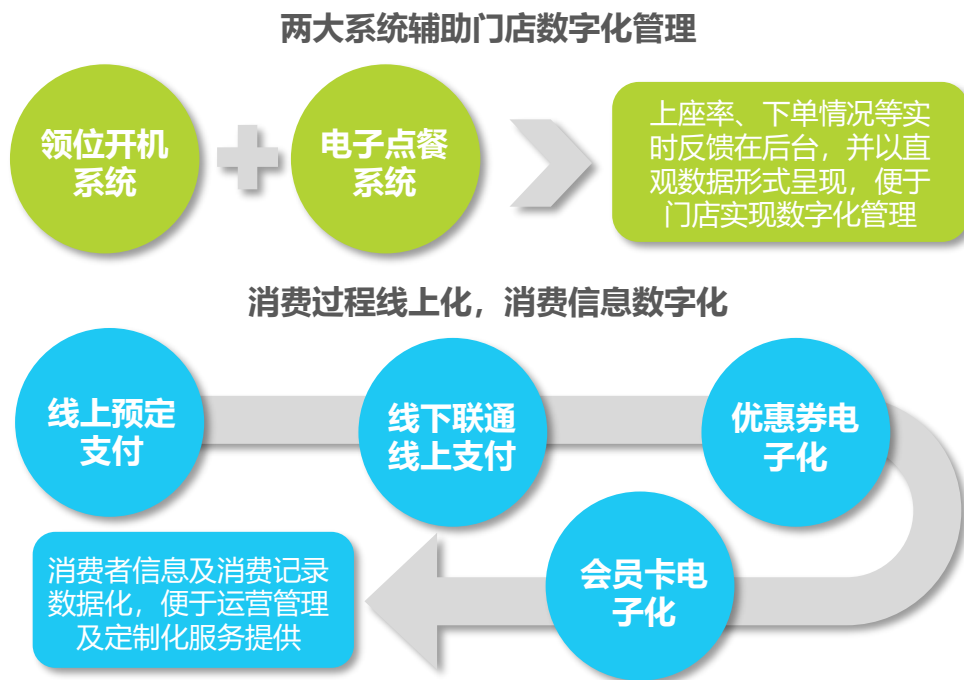 两大系统辅助门店数字化管理
领位开机
系统
电子点餐
系统
上座率、下单情况等实
时反馈在后台，并以直
观数据形式呈现，便于
门店实现数字化管理
消费过程线上化，消费信息数字化
线上预定
支付
线下联通
线上支付
优惠券电
子化
会员卡电
子化
消费者信息及消费记录
数据化，便于运营管理
及定制化服务提供